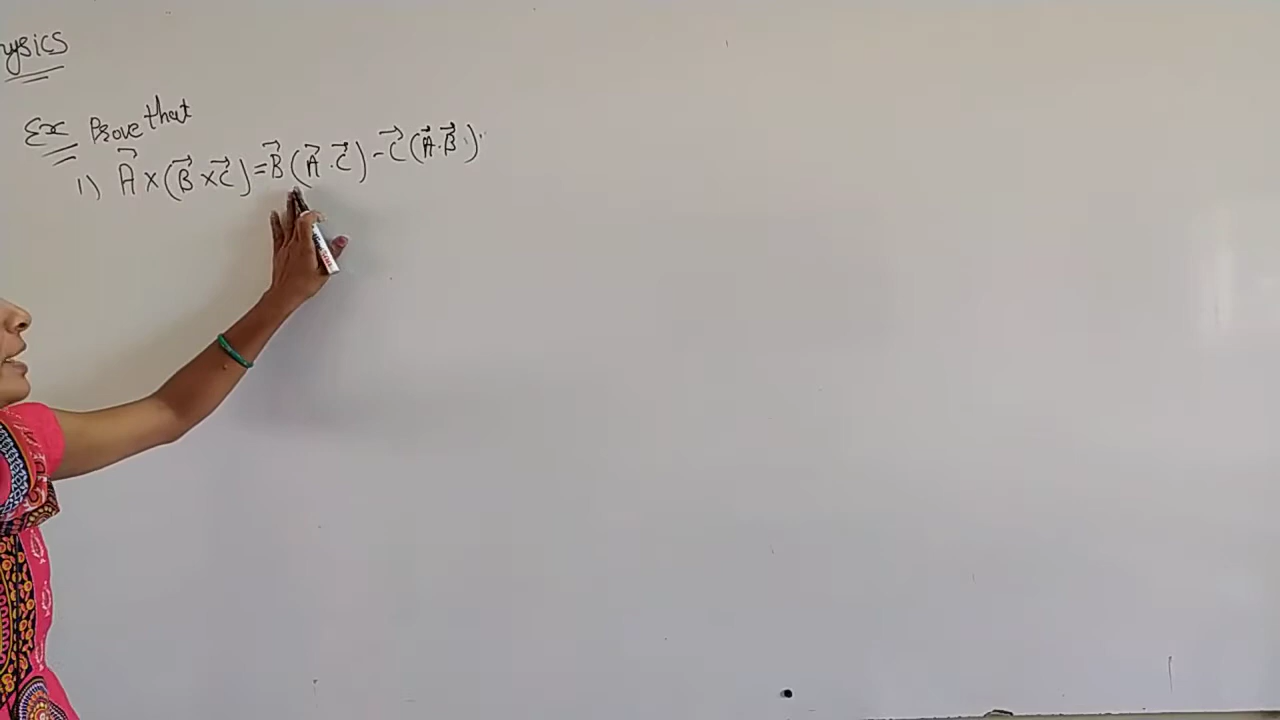 ysics
Ex Prove that
1) A⃗ × (B⃗ × C⃗) = B⃗ (A⃗ · C⃗) - C⃗ (A⃗ · B⃗).